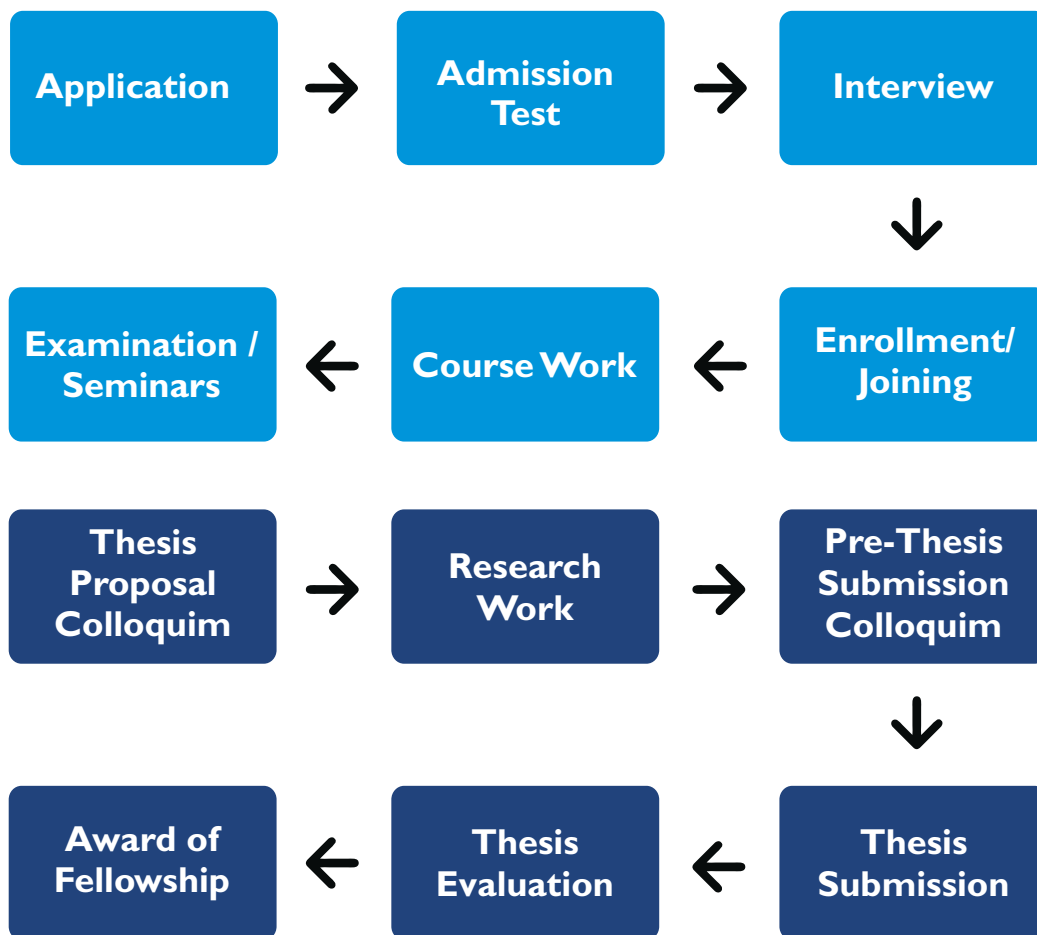 Application
Admission
Test
Interview
Enrollment/
Joining
Course Work
Examination /
Seminars
Thesis
Proposal
Colloquim
Research
Work
Pre-Thesis
Submission
Colloquim
Thesis
Submission
Thesis
Evaluation
Award of
Fellowship